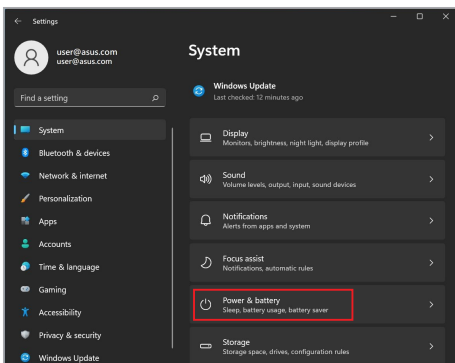 Settings
user@asus.com
user@asus.com
Find a setting
System
Bluetooth & devices
Network & internet
Personalization
Apps
Accounts
Time & language
Gaming
Accessibility
Privacy & security
Windows Update
System
Windows Update
Last checked: 12 minutes ago
Display
Monitors, brightness, night light, display profile
Sound
Volume levels, output, input, sound devices
Notifications
Alerts from apps and system
Focus assist
Notifications, automatic rules
Power & battery
Sleep, battery usage, battery saver
Storage
Storage space, drives, configuration rules